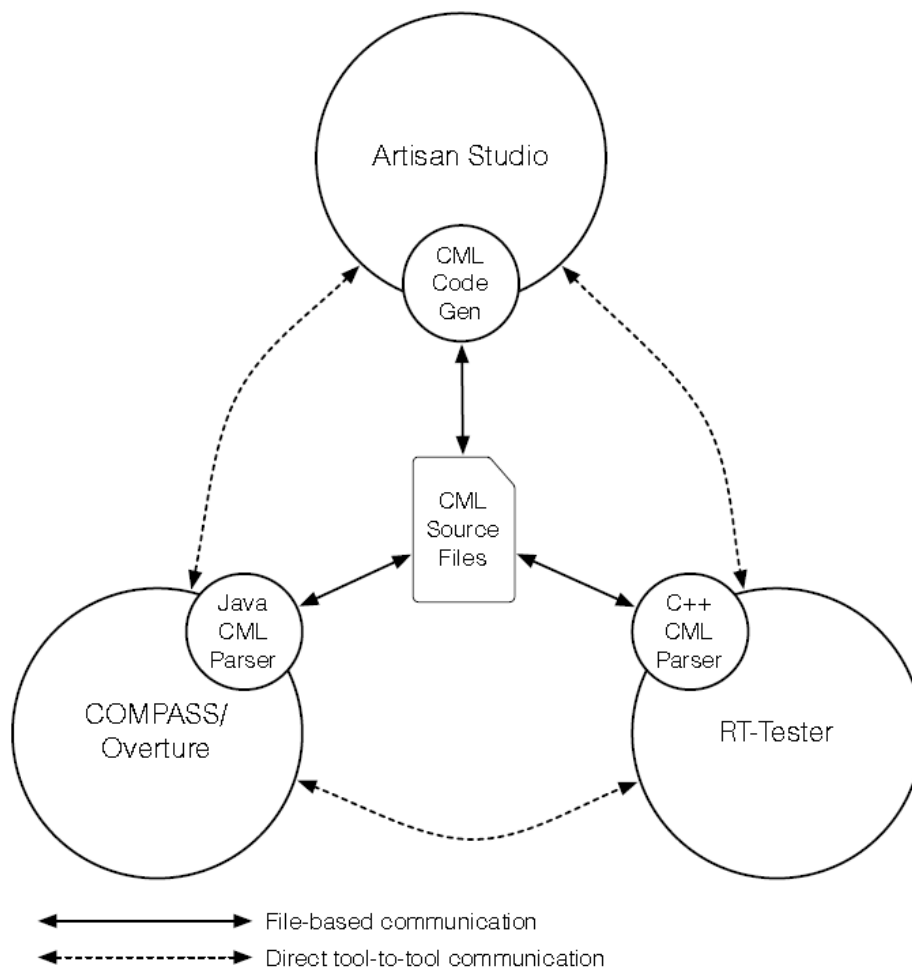 Artisan Studio
CML
Code
Gen
CML
Source
Files
Java
CML
Parser
C++
CML
Parser
COMPASS/
Overture
RT-Tester
File-based communication
Direct tool-to-tool communication